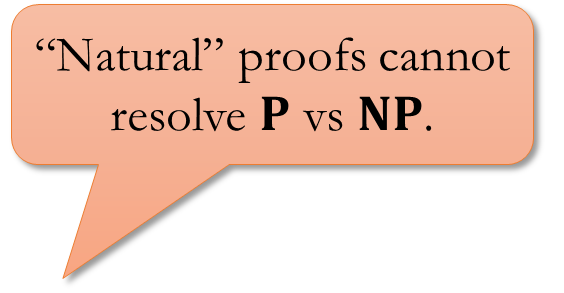 “Natural” proofs cannot
resolve P vs NP.